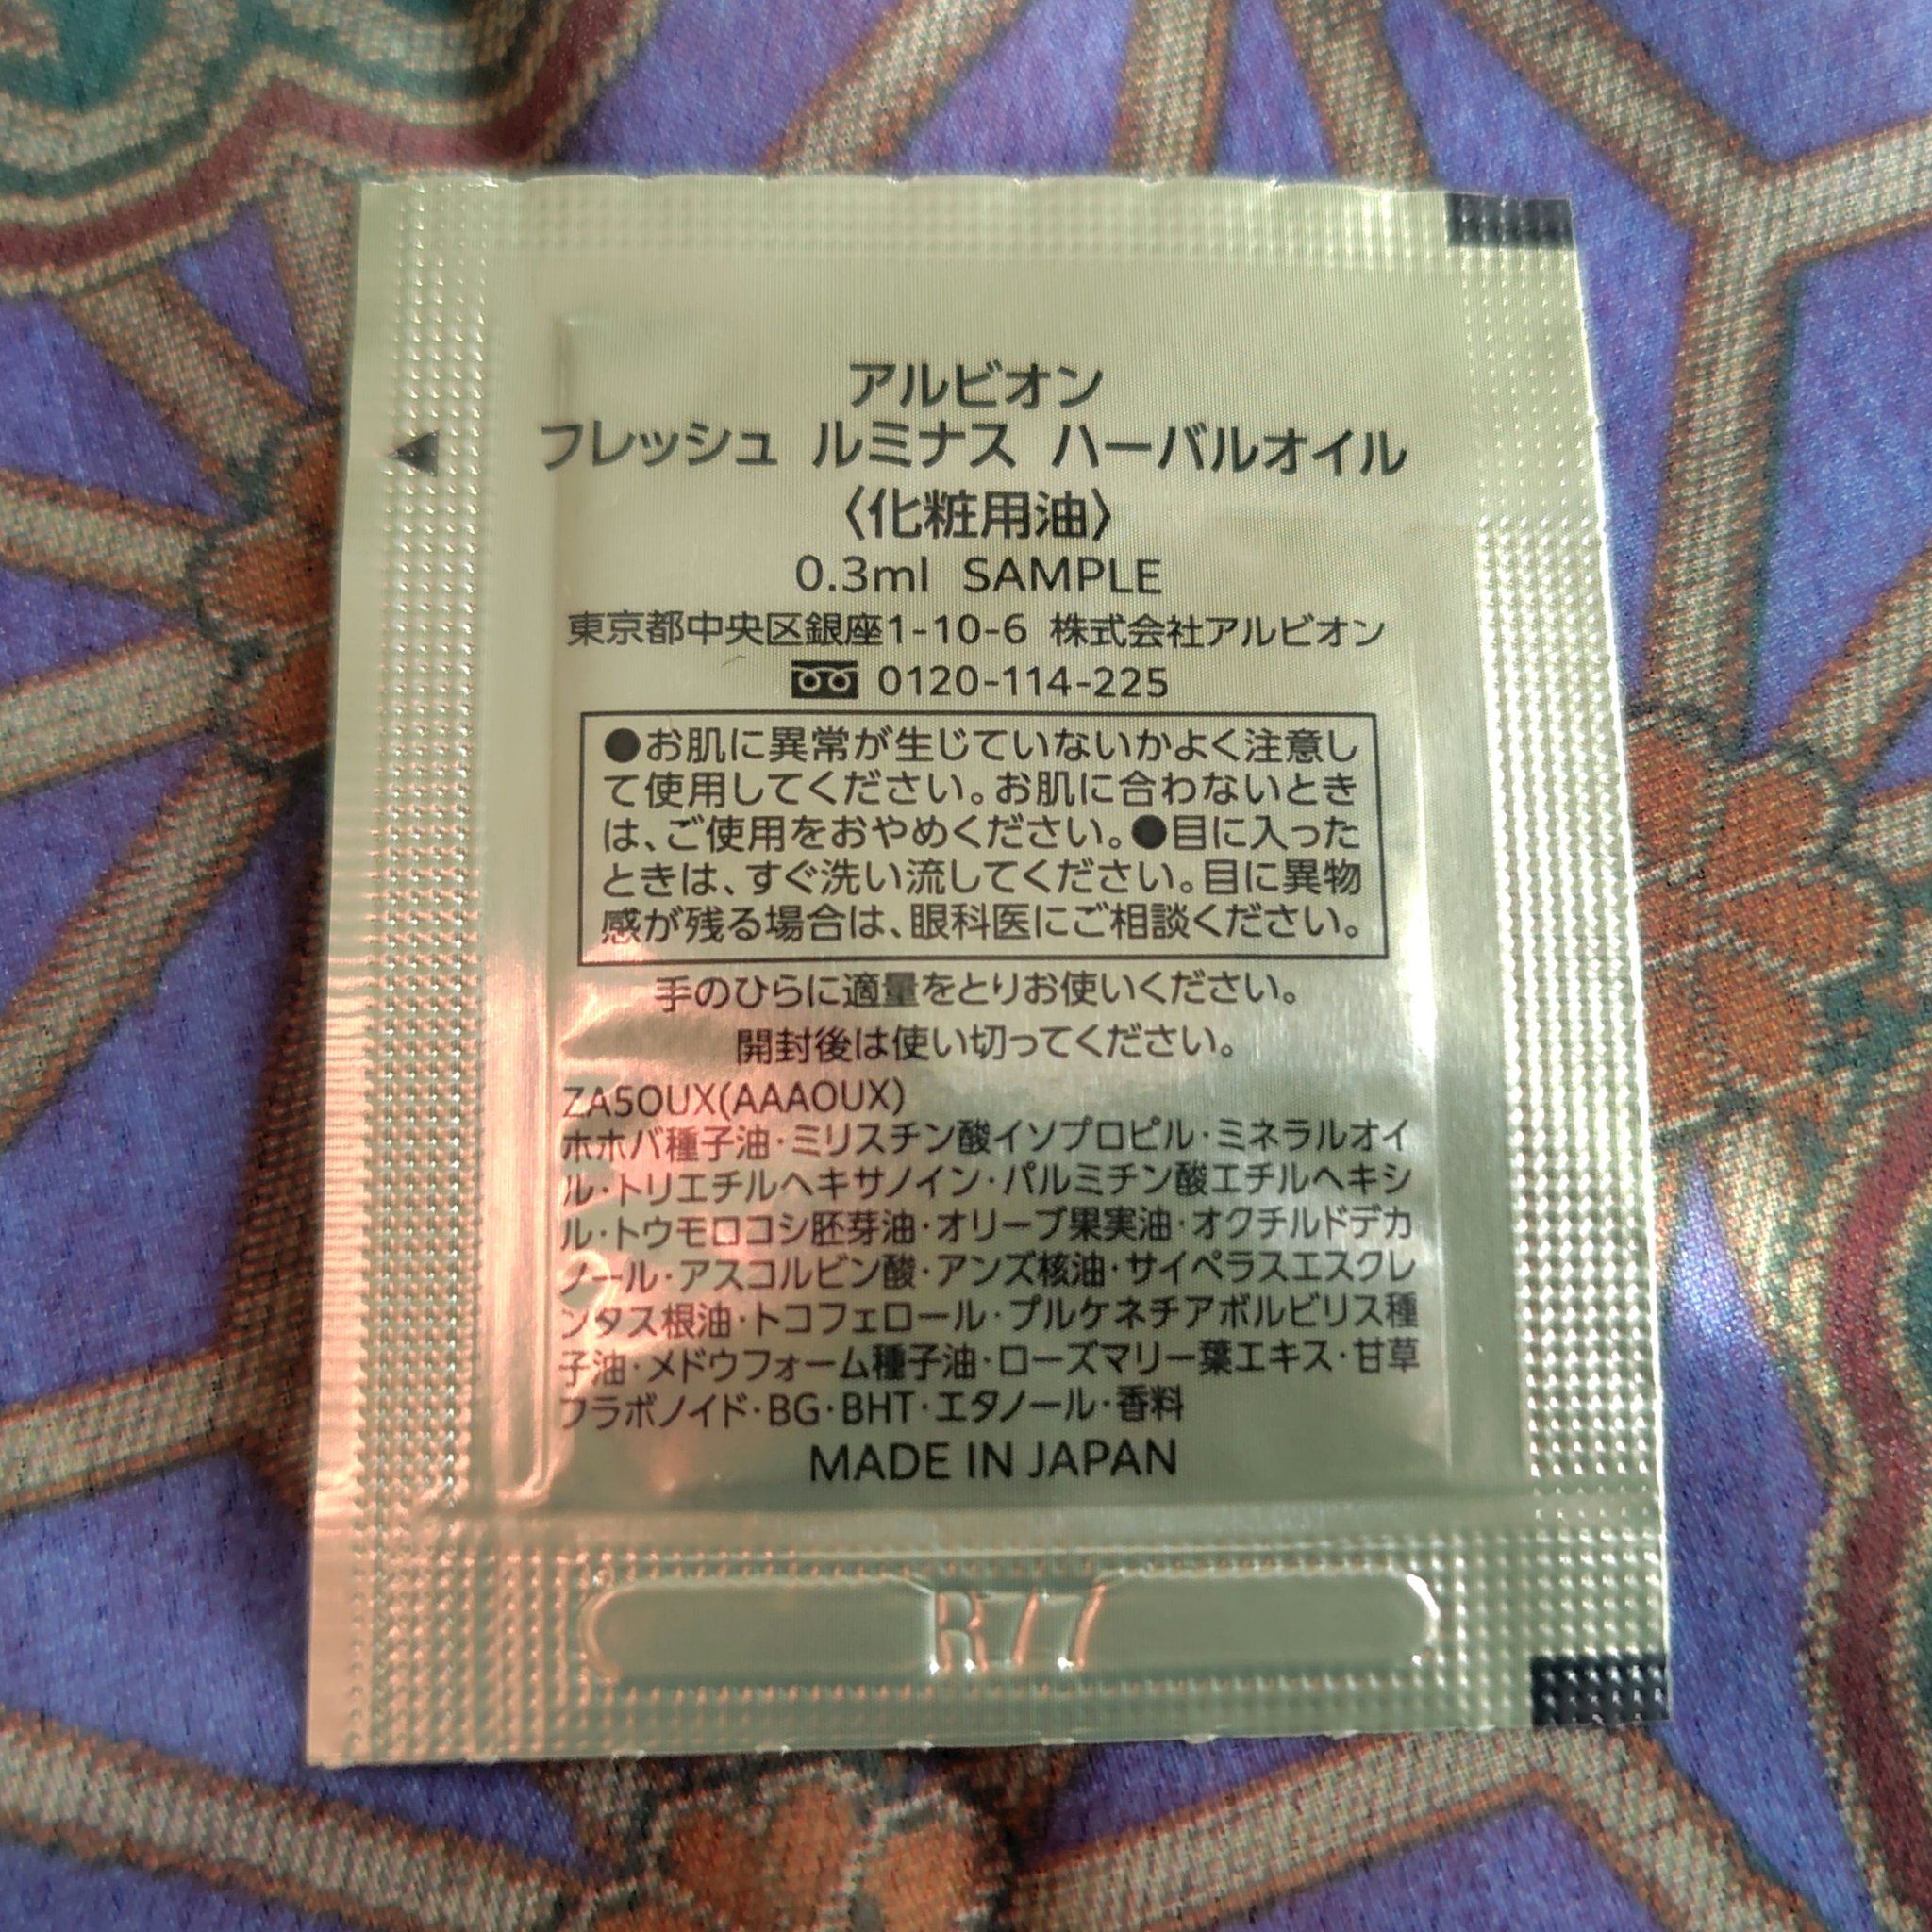 アルビオン
フレッシュ ルミナス ハーバルオイル
〈化粧用油〉
0.3ml SAMPLE
東京都中央区銀座1-10-6 株式会社アルビオン
0120-114-225
●お肌に異常が生じていないかよく注意し
て使用してください。お肌に合わないとき
は、ご使用をおやめください。●目に入った
ときは、すぐ洗い流してください。目に異物
感が残る場合は、眼科医にご相談ください。
手のひらに適量をとりお使いください。
開封後は使い切ってください。
ZA5OUX(AAAOUX)
ホホバ種子油・ミリスチン酸イソプロピル・ミネラルオイ
ル・トリエチルヘキサノイン・パルミチン酸エチルヘキシ
ル・トウモロコシ胚芽油・オリーブ果実油・オクチルドデカ
ノール・アスコルビン酸・アンズ核油・サイペラスエスクレ
ンタス根油・トコフェロール・プルケネチアボルビリス種
子油・メドウフォーム種子油・ローズマリー葉エキス・甘草
フラボノイド・BG・BHT・エタノール・香料
MADE IN JAPAN
R77